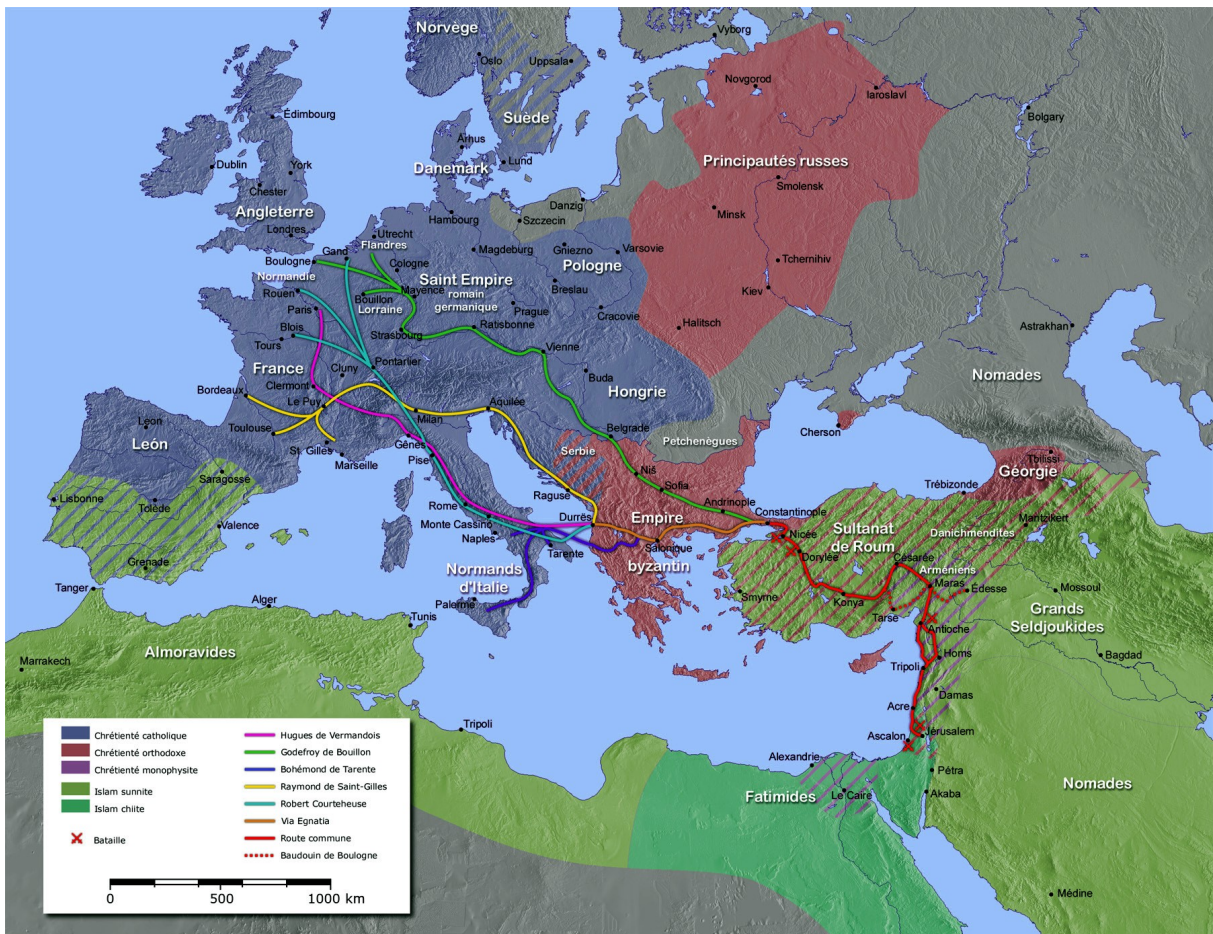 Norvège
Vyborg
Oslo
Uppsala
Novgorod
Iaroslavl
Bolgary
Édimbourg
Suède
Århus
Lund
Danemark
Dublin
York
Chester
Angleterre
Londres
Principautés russes
Smolensk
Minsk
Danzig
Szczecin
Hambourg
Utrecht
Flandres
Gand
Boulogne
Magdeburg
Gniezno
Varsovie
Pologne
Tchernihiv
Kiev
Normandie
Cologne
Saint Empire
romain
germanique
Mayence
Breslau
Rouen
Bouillon
Lorraine
Paris
Prague
Cracovie
Halitsch
Astrakhan
Blois
Tours
Strasbourg
Ratisbonne
Vienne
Cluny
Pontarlier
France
Buda
Hongrie
Nomades
Clermont
Bordeaux
Le Puy
Milan
Aquilée
Toulouse
Belgrade
Cherson
Leon
León
St. Gilles
Marseille
Gênes
Pise
Serbie
Petchenègues
Tbilissi
Géorgie
Saragosse
Lisbonne
Tolède
Valence
Raguse
Niš
Sofia
Andrinople
Constantinople
Trébizonde
Rome
Monte Cassino
Naples
Durrës
Empire
byzantin
Salonique
Nicée
Sultanat
de Roum
Danichmendites
Mantzikert
Tarente
Dorylée
Césarée
Arméniens
Grenade
Normands
d'Italie
Palerme
Smyrne
Konya
Tarse
Maras
Édesse
Mossoul
Tanger
Alger
Tunis
Grands
Seldjoukides
Antioche
Almoravides
Marrakech
Homs
Bagdad
Tripoli
Damas
Acre
Tripoli
Ascalon
Jérusalem
Alexandrie
Pétra
Fatimides
Le Caire
Akaba
Nomades
Médine
Chrétienté catholique
Chrétienté orthodoxe
Chrétienté monophysite
Islam sunnite
Islam chiite
Bataille
Hugues de Vermandois
Godefroy de Bouillon
Bohémond de Tarente
Raymond de Saint-Gilles
Robert Courteheuse
Via Egnatia
Route commune
Baudouin de Boulogne
0 500 1000 km